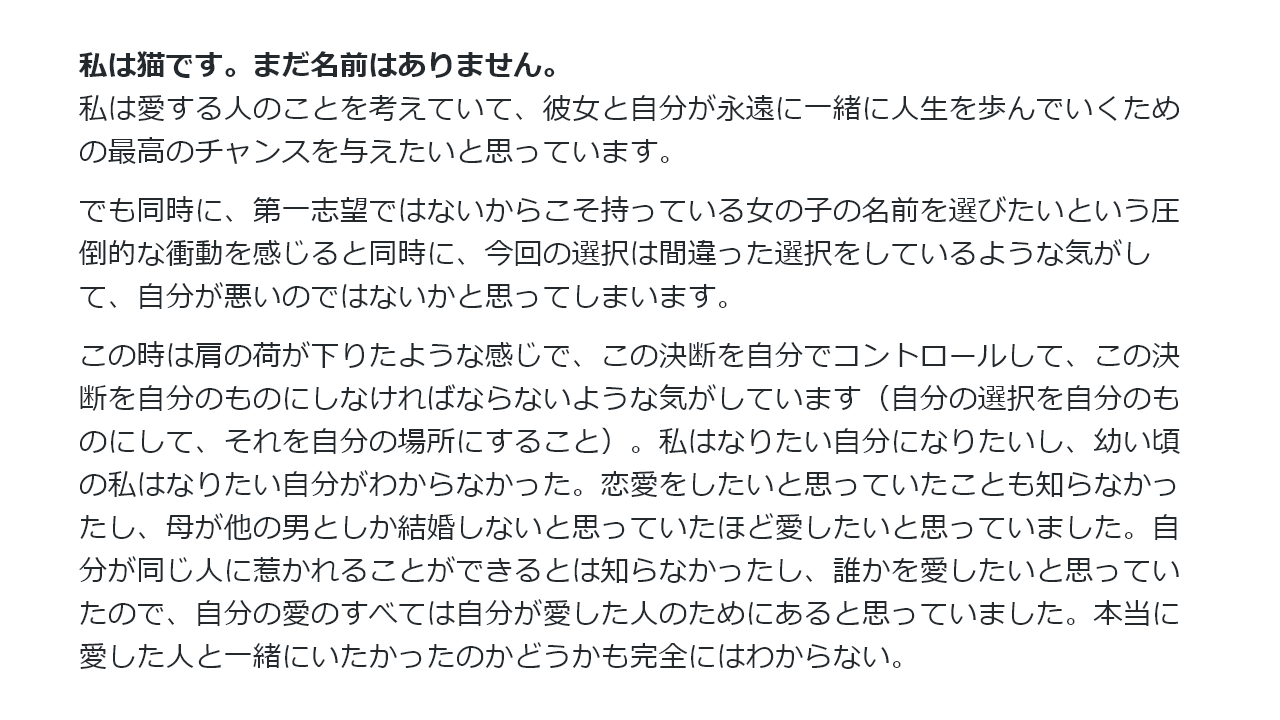 私は猫です。まだ名前はありません。
私は愛する人のことを考えていて、彼女と自分が永遠に一緒に人生を歩んでいくため
の最高のチャンスを与えたいと思っています。
でも同時に、第一志望ではないからこそ持っている女の子の名前を選びたいという圧
倒的な衝動を感じると同時に、今回の選択は間違った選択をしているような気がし
て、自分が悪いのではないかと思ってしまいます。
この時は肩の荷が下りたような感じで、この決断を自分でコントロールして、この決
断を自分のものにしなければならないような気がしています（自分の選択を自分のも
のにして、それを自分の場所にすること）。私はなりたい自分になりたいし、幼い頃
の私はなりたい自分がわからなかった。恋愛をしたいと思っていたことも知らなかっ
たし、母が他の男としか結婚しないと思っていたほど愛したいと思っていました。自
分が同じ人に惹かれることができるとは知らなかったし、誰かを愛したいと思ってい
たので、自分の愛のすべては自分が愛した人のためにあると思っていました。本当に
愛した人と一緒にいたかったのかどうかも完全にはわからない。